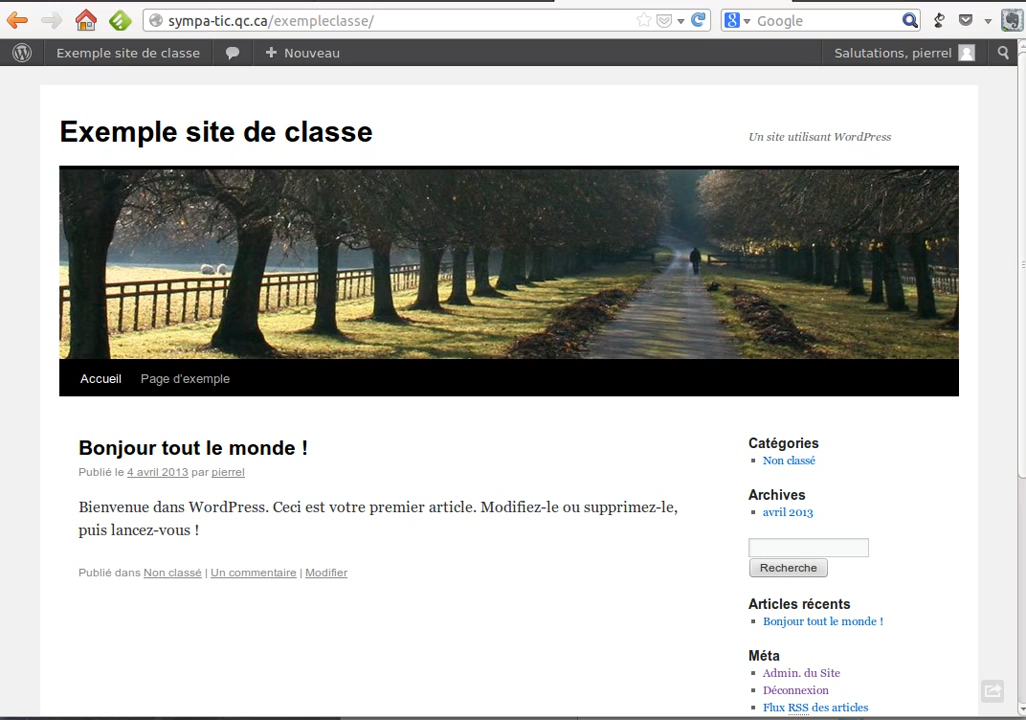 sympa-tic.qc.ca/exempleclasse/
Google
Exemple site de classe
Nouveau
Salutations, pierrel
Exemple site de classe
Un site utilisant WordPress
Accueil
Page d'exemple
Bonjour tout le monde !
Publié le 4 avril 2013 par pierrel
Bienvenue dans WordPress. Ceci est votre premier article. Modifiez-le ou supprimez-le,
puis lancez-vous !
Publié dans Non classé | Un commentaire | Modifier
Catégories
Non classé
Archives
avril 2013
Recherche
Articles récents
Bonjour tout le monde !
Méta
Admin. du Site
Déconnexion
Flux RSS des articles